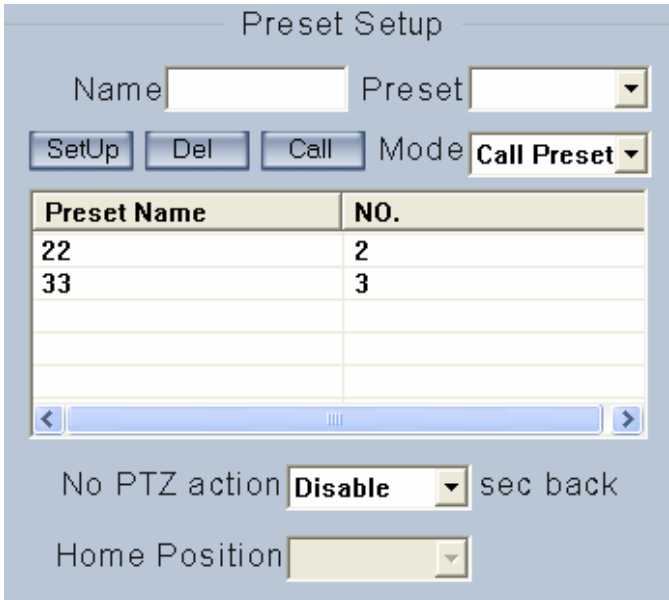 Preset Setup
Name Preset
SetUp Del Call Mode Call Preset
Preset Name NO.
22 2
33 3
No PTZ action Disable sec back
Home Position